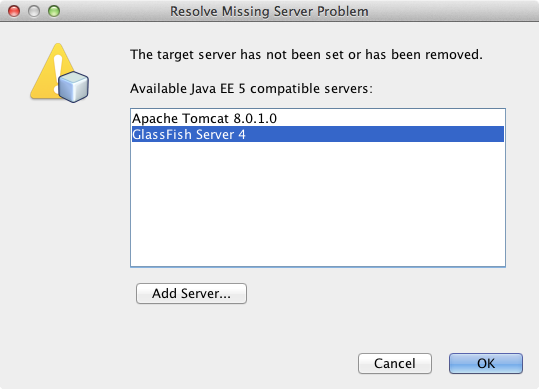 Resolve Missing Server Problem
The target server has not been set or has been removed.
Available Java EE 5 compatible servers:
Apache Tomcat 8.0.1.0
GlassFish Server 4
Add Server...
Cancel
OK